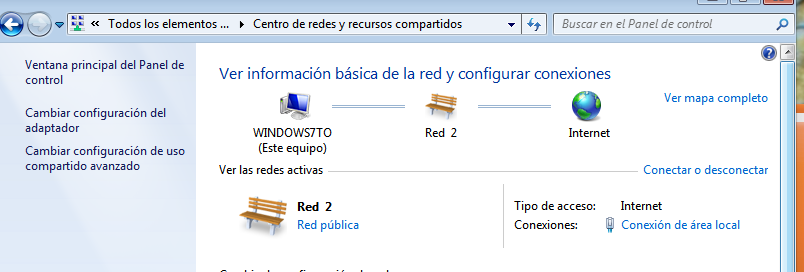 « Todos los elementos ... ▸ Centro de redes y recursos compartidos
Buscar en el Panel de control
Ventana principal del Panel de
control
Cambiar configuración del
adaptador
Cambiar configuración de uso
compartido avanzado
Ver información básica de la red y configurar conexiones
WINDOWS7TO
(Este equipo)
Red 2
Internet
Ver mapa completo
Ver las redes activas
Conectar o desconectar
Red 2
Red pública
Tipo de acceso: Internet
Conexiones: Conexión de área local